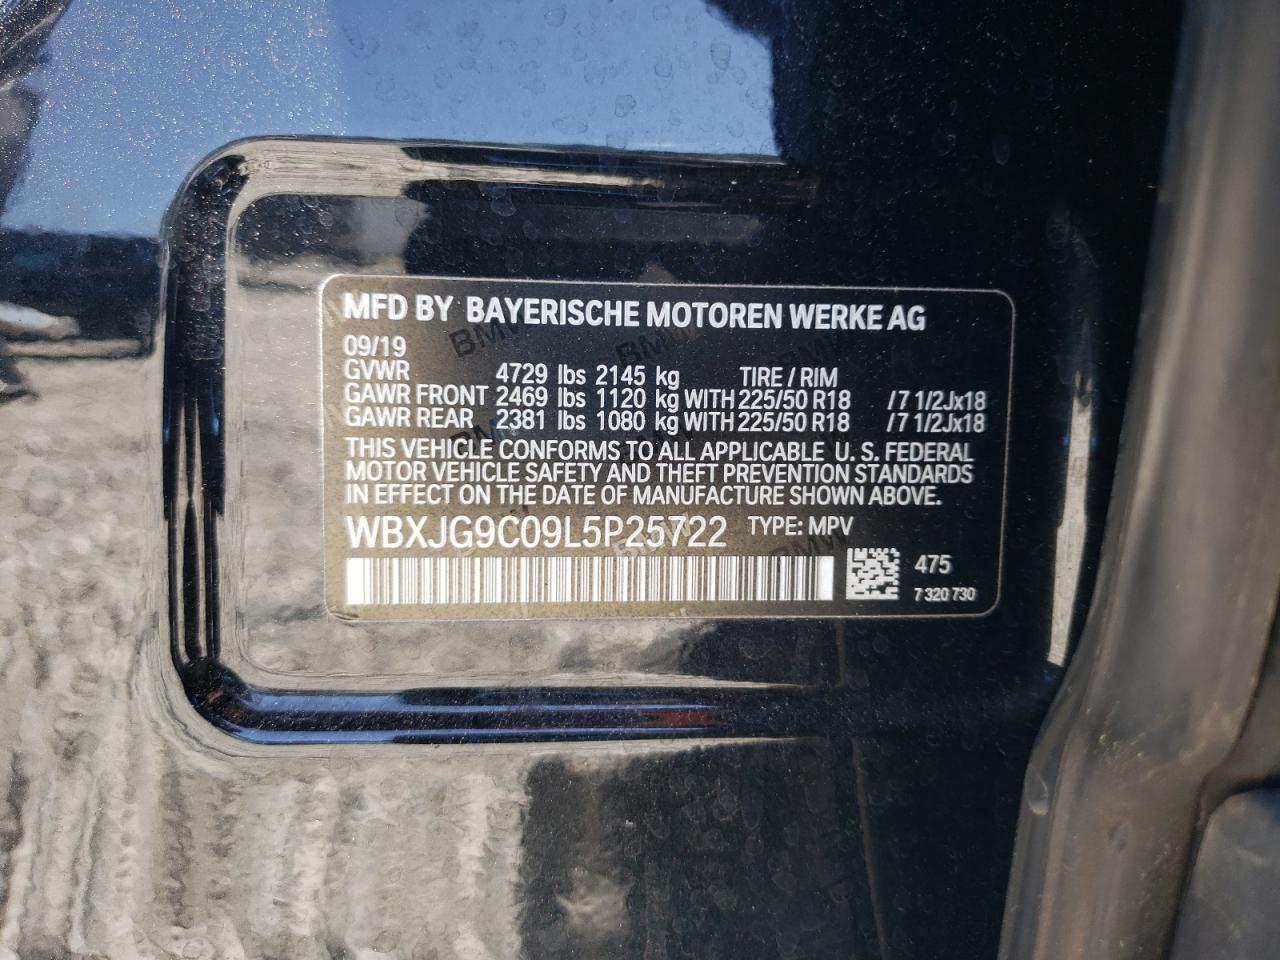 MFD BY BAYERISCHE MOTOREN WERKE AG
09/19
GVWR 4729 lbs 2145 kg TIRE / RIM
GAWR FRONT 2469 lbs 1120 kg WITH 225/50 R18 /7 1/2Jx18
GAWR REAR 2381 lbs 1080 kg WITH 225/50 R18 /7 1/2Jx18
THIS VEHICLE CONFORMS TO ALL APPLICABLE U. S. FEDERAL
MOTOR VEHICLE SAFETY AND THEFT PREVENTION STANDARDS
IN EFFECT ON THE DATE OF MANUFACTURE SHOWN ABOVE.
WBXJG9C09L5P25722 TYPE: MPV
475
7 320 730